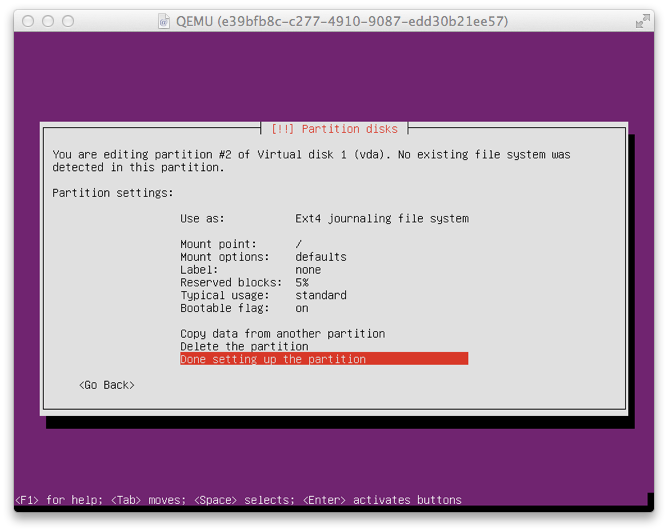 QEMU (e39bfb8c-c277-4910-9087-edd30b21ee57)
[!!] Partition disks
You are editing partition #2 of Virtual disk 1 (vda). No existing file system was
detected in this partition.
Partition settings:
Use as: Ext4 journaling file system
Mount point: /
Mount options: defaults
Label: none
Reserved blocks: 5%
Typical usage: standard
Bootable flag: on
Copy data from another partition
Delete the partition
Done setting up the partition
<Go Back>
<F1> for help; <Tab> moves; <Space> selects; <Enter> activates buttons